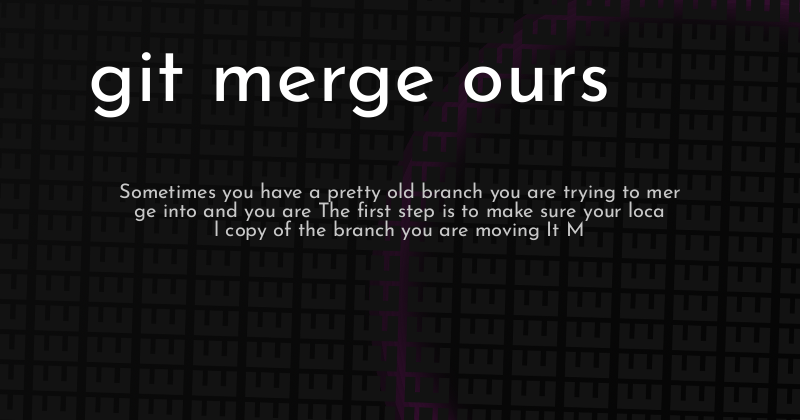 git merge ours
Sometimes you have a pretty old branch you are trying to mer
ge into and you are The first step is to make sure your loca
l copy of the branch you are moving It M